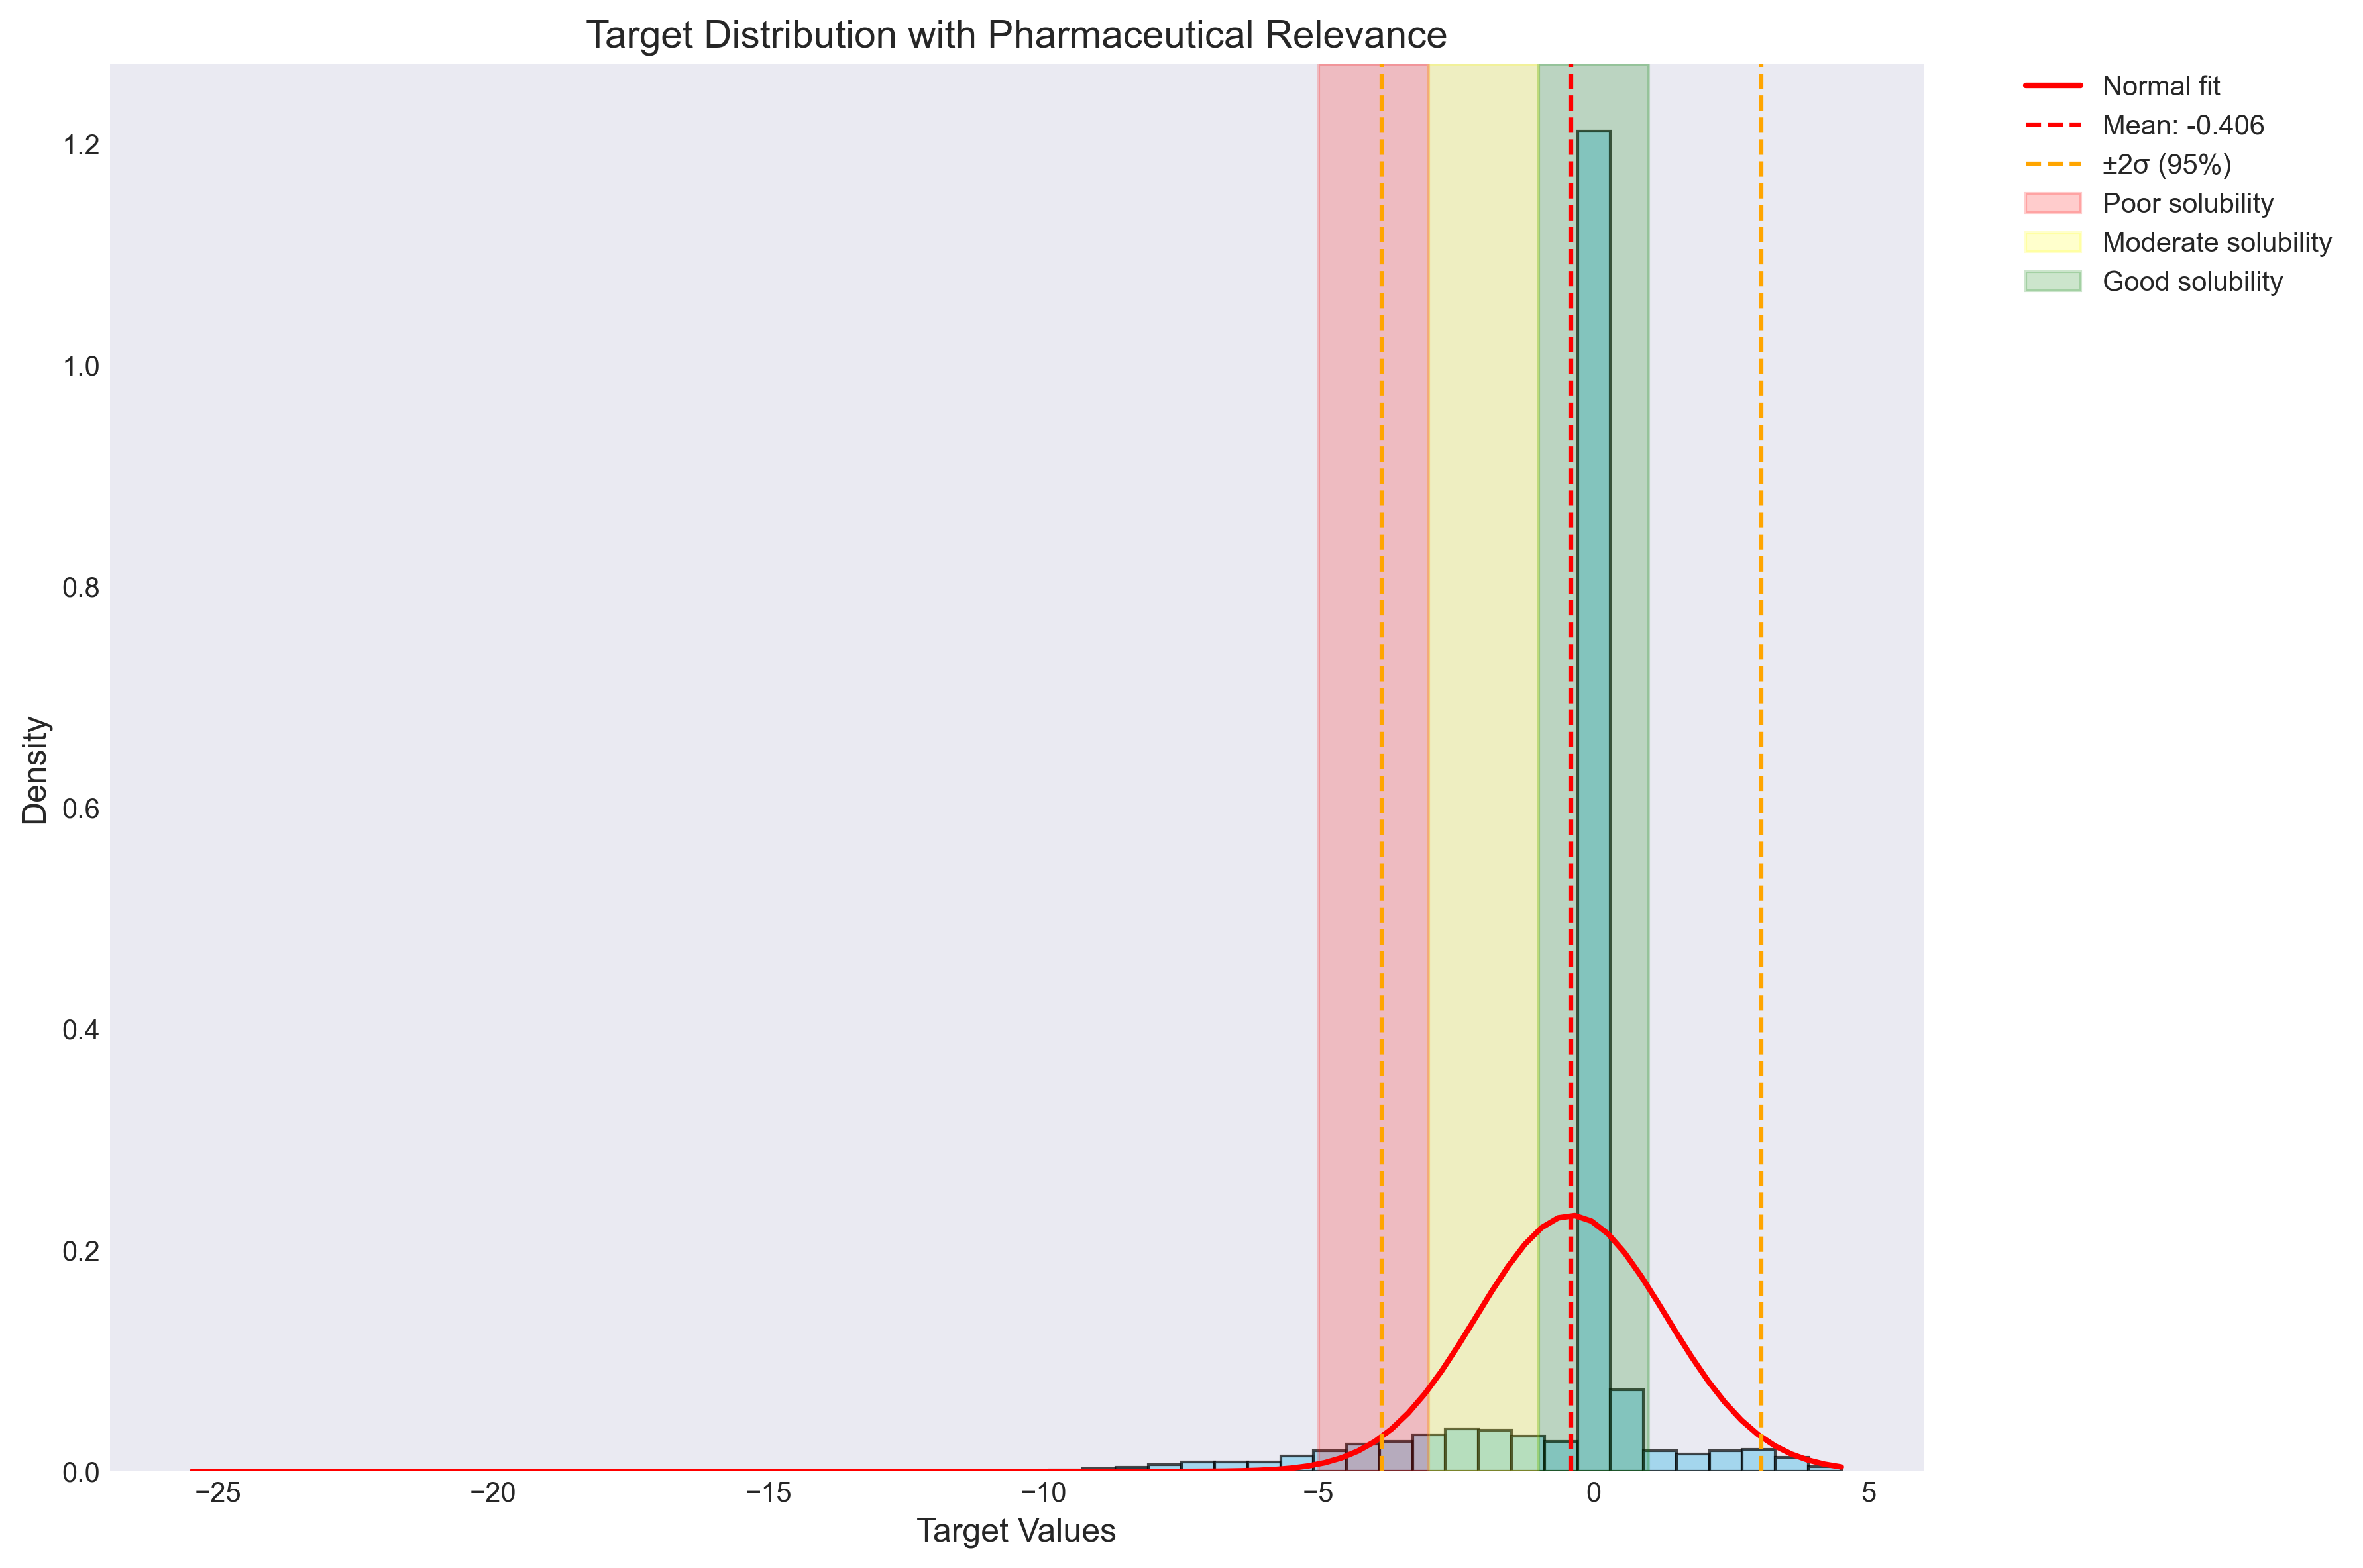 Target Distribution with Pharmaceutical Relevance
Normal fit
Mean: -0.406
±2σ (95%)
Poor solubility
Moderate solubility
Good solubility
Density
1.2
1.0
0.8
0.6
0.4
0.2
0.0
−25 −20 −15 −10 −5 0 5
Target Values